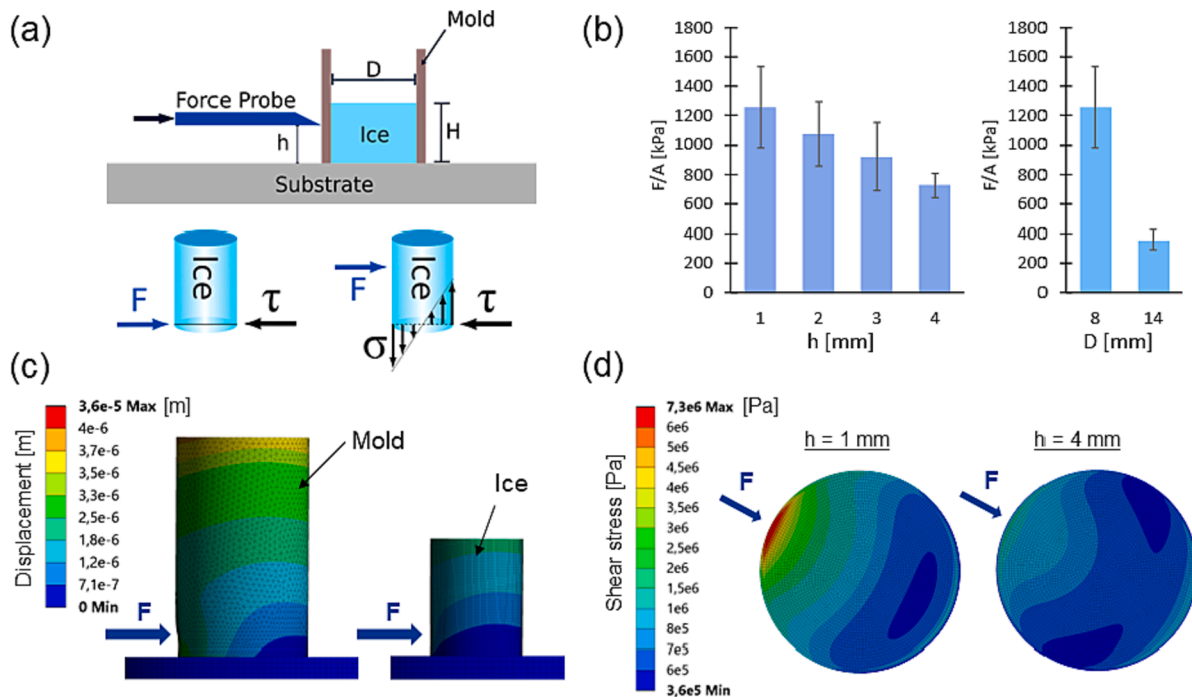 (a)
Mold
D
Force Probe
h
Ice
H
Substrate
Ice
F
τ
Ice
F
τ
σ
(b)
F/A [kPa]
1800
1600
1400
1200
1000
800
600
400
200
0
1 2 3 4
h [mm]
F/A [kPa]
1800
1600
1400
1200
1000
800
600
400
200
0
8 14
D [mm]
(c)
Displacement [m]
3,6e-5 Max [m]
4e-6
3,7e-6
3,5e-6
3,3e-6
2,5e-6
1,8e-6
1,2e-6
7,1e-7
0 Min
Mold
Ice
F
F
(d)
Shear stress [Pa]
7,3e6 Max [Pa]
6e6
5e6
4,5e6
4e6
3e6
2,5e6
2e6
1e6
8e5
7e5
6e5
3,6e5 Min
h = 1 mm
F
h = 4 mm
F